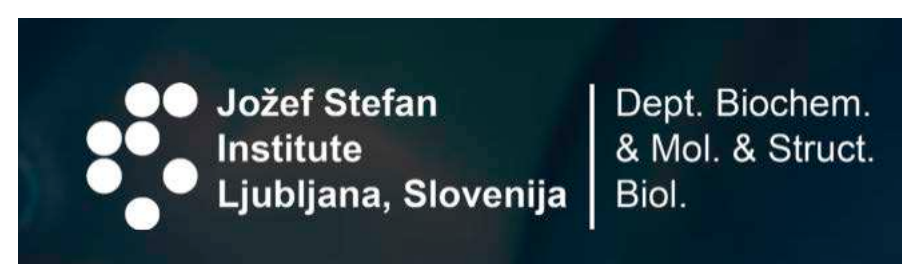 Jožef Stefan
Institute
Ljubljana, Slovenija
Dept. Biochem.
& Mol. & Struct.
Biol.